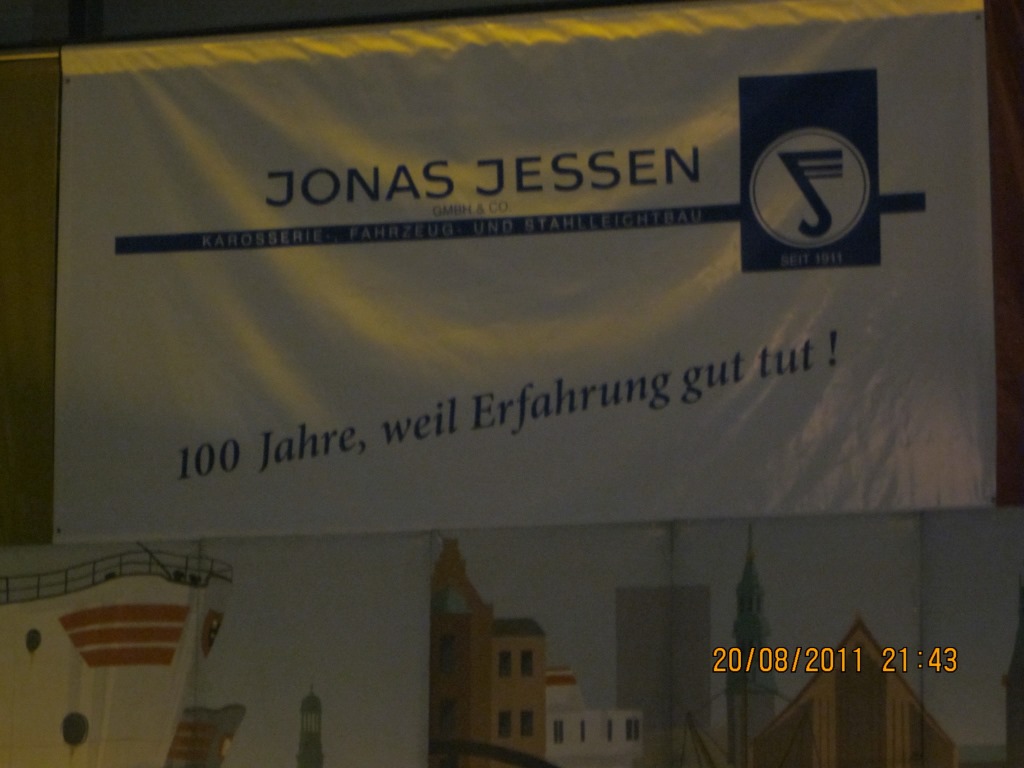 JONAS JESSEN
GMBH & CO.
KAROSSERIE-, FAHRZEUG- UND STAHLLEICHTBAU
SEIT 1911
100 Jahre, weil Erfahrung gut tut !
20/08/2011 21:43